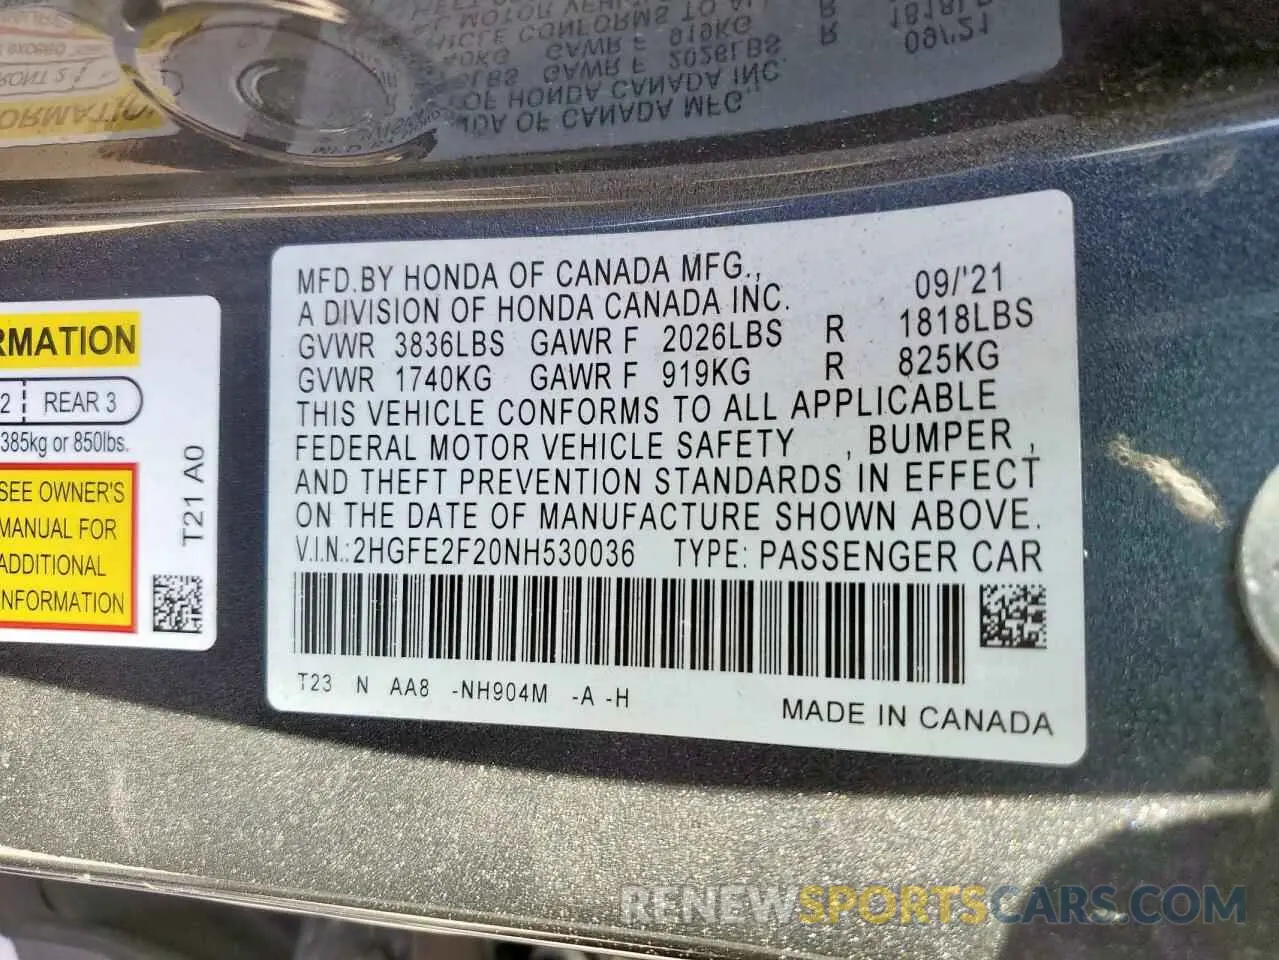 MFD.BY HONDA OF CANADA MFG.,
A DIVISION OF HONDA CANADA INC. 09/'21
GVWR 3836LBS GAWR F 2026LBS R 1818LBS
GVWR 1740KG GAWR F 919KG R 825KG
THIS VEHICLE CONFORMS TO ALL APPLICABLE
FEDERAL MOTOR VEHICLE SAFETY , BUMPER ,
AND THEFT PREVENTION STANDARDS IN EFFECT
ON THE DATE OF MANUFACTURE SHOWN ABOVE.
V.I.N.: 2HGFE2F20NH530036 TYPE: PASSENGER CAR
T23 N AA8 -NH904M -A -H
MADE IN CANADA
RMATION
2 REAR 3
385kg or 850lbs.
SEE OWNER'S
MANUAL FOR
ADDITIONAL
INFORMATION
T21 A0
RENEWSPORTSCARS.COM